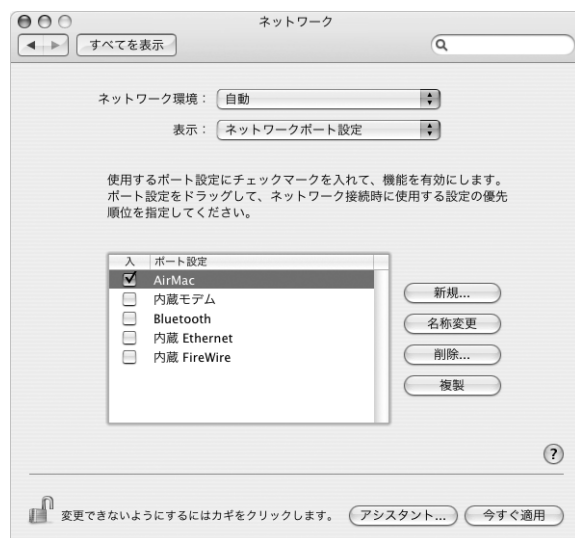 ネットワーク
すべてを表示
ネットワーク環境： 自動
表示： ネットワークポート設定
使用するポート設定にチェックマークを入れて、機能を有効にします。
ポート設定をドラッグして、ネットワーク接続時に使用する設定の優先
順位を指定してください。
入 ポート設定
AirMac
内蔵モデム
Bluetooth
内蔵 Ethernet
内蔵 FireWire
新規...
名称変更
削除...
複製
?
変更できないようにするにはカギをクリックします。 アシスタント... 今すぐ適用